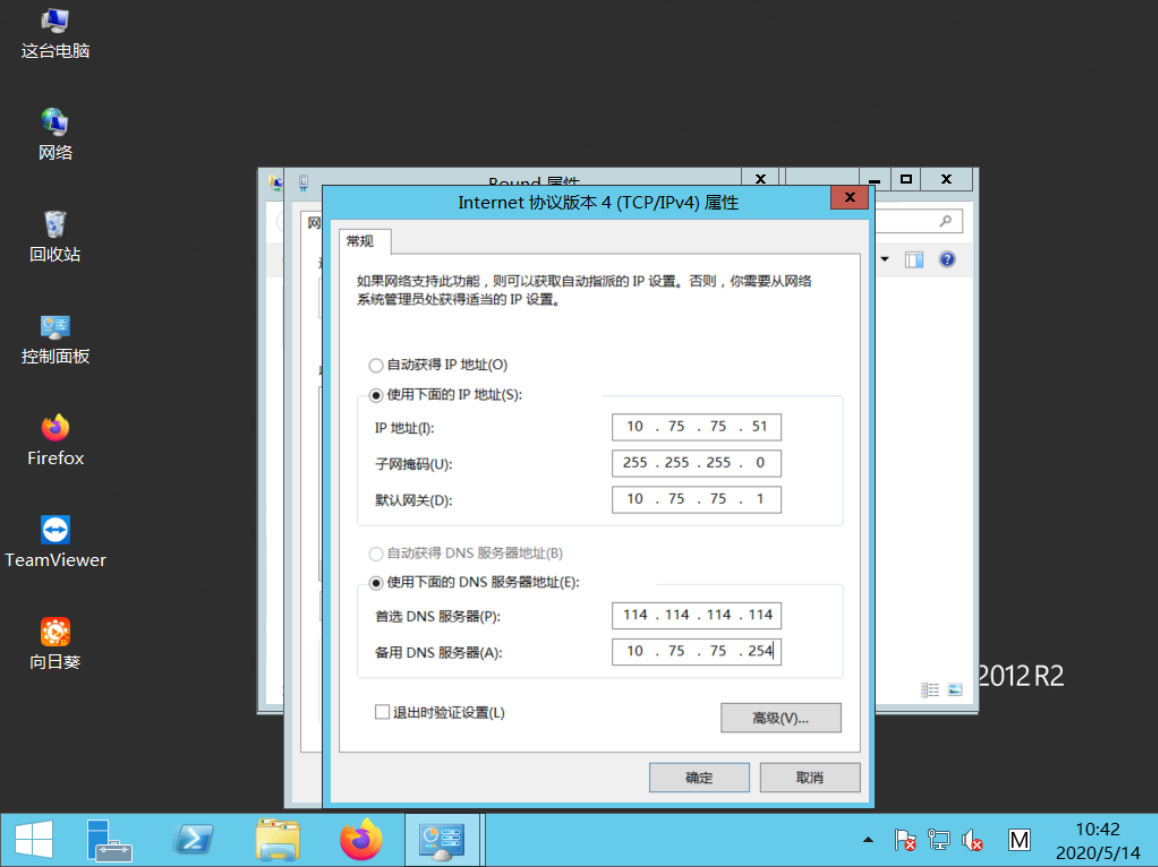 这台电脑
网络
回收站
控制面板
Firefox
TeamViewer
向日葵
Bound 属性
Internet 协议版本 4 (TCP/IPv4) 属性
网
常规
如果网络支持此功能，则可以获取自动指派的 IP 设置。否则，你需要从网络
系统管理员处获得适当的 IP 设置。
自动获得 IP 地址(O)
使用下面的 IP 地址(S):
IP 地址(I):
10 . 75 . 75 . 51
子网掩码(U):
255 . 255 . 255 . 0
默认网关(D):
10 . 75 . 75 . 1
自动获得 DNS 服务器地址(B)
使用下面的 DNS 服务器地址(E):
首选 DNS 服务器(P):
114 . 114 . 114 . 114
备用 DNS 服务器(A):
10 . 75 . 75 . 254
退出时验证设置(L)
高级(V)...
确定
取消
2012 R2
M
10:42
2020/5/14